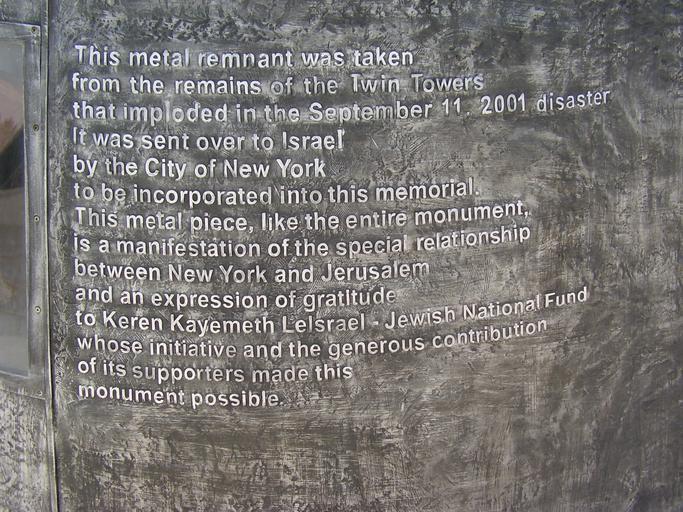 This metal remnant was taken
from the remains of the Twin Towers
that imploded in the September 11, 2001 disaster
It was sent over to Israel
by the City of New York
to be incorporated into this memorial.
This metal piece, like the entire monument,
is a manifestation of the special relationship
between New York and Jerusalem
and an expression of gratitude
to Keren Kayemeth LeIsrael - Jewish National Fund
whose initiative and the generous contribution
of its supporters made this
monument possible.